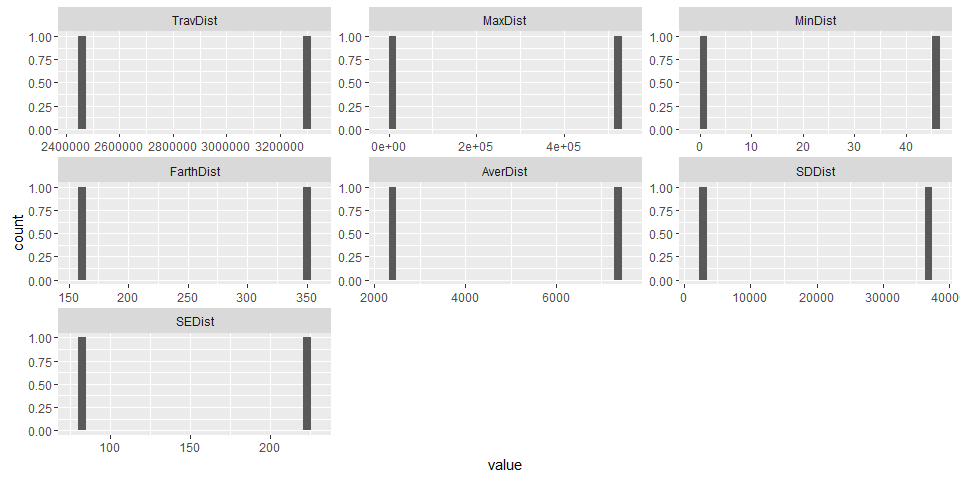 TravDist MaxDist MinDist
1.00 1.00 1.00
0.75 0.75 0.75
0.50 0.50 0.50
0.25 0.25 0.25
0.00 0.00 0.00
2400000 2600000 2800000 3000000 3200000 0e+00 2e+05 4e+05 0 10 20 30 40
FarthDist AverDist SDDist
1.00 1.00 1.00
0.75 0.75 0.75
0.50 0.50 0.50
0.25 0.25 0.25
0.00 0.00 0.00
150 200 250 300 350 2000 4000 6000 0 10000 20000 30000 4000
count
SEDist
1.00
0.75
0.50
0.25
0.00
100 150 200
value